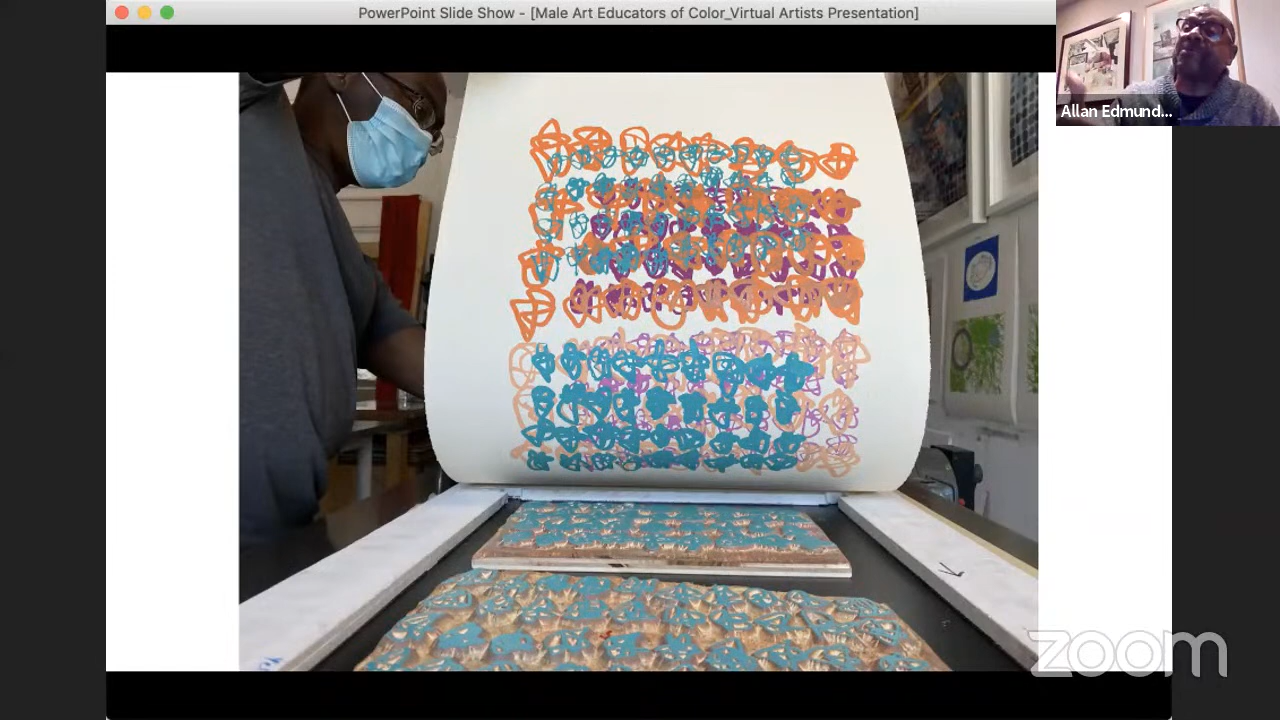 PowerPoint Slide Show - [Male Art Educators of Color_Virtual Artists Presentation]
Allan Edmund...
zoom